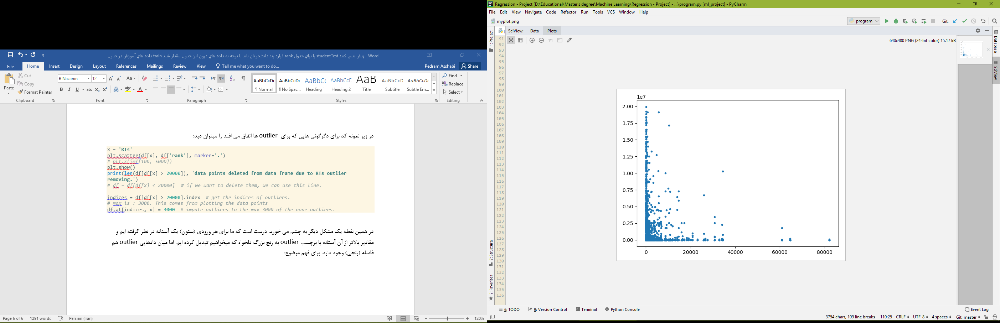 داده هاي آموزش در جدول train قراردارند دانشجويان بايد با توجه به داده هاي درون اين جدول مقدار فيلد rank را براي جدول studentTest پيش بيني كنند - Word
File Home Insert Design Layout References Mailings Review View Tell me what you want to do... Pedram Asshabi Share
Paste Cut Copy Format Painter
Clipboard
B Nazanin 12 A A Aa
B I U abc x₂ x² A aby A
Font
Paragraph
AaBbCcDc AaBbCcDc AaBbCc AaBbCcD AaB AaBbCcD AaBbCcDc
¶ Normal ¶ No Spac... Heading 1 Heading 2 Title Subtitle Subtle Em...
Styles
Find
Replace
Select
Editing
در زیر نمونه کد برای دگرگونی هایی که برای outlier ها اتفاق می افتد را میتوان دید:
x = 'RTs'
plt.scatter(df[x], df['rank'], marker='.')
# plt.xlim([100, 5000])
plt.show()
print(len(df[df[x] > 20000]), 'data points deleted from data frame due to RTs outlier
removing.')
# df = df[df[x] < 20000]  # if we want to delete them, we can use this line.
indices = df[df[x] > 20000].index  # get the indices of outliers.
# max is : 3000. This comes from plotting the data points
df.at[indices, x] = 3000  # impute outliers to the max 3000 of the none outliers.
در همین نقطه یک مشکل دیگر به چشم می خورد. درست است که ما برای هر ورودی (ستون) یک آستانه در نظر گرفته ایم و
مقادیر بالاتر از آن آستانه با برچسب outlier به رنج بزرگ دلخواه که میخواهیم تبدیل کرده ایم. اما میان دادهایی outlier هم
فاصله (رنجی) وجود دارد. برای فهم موضوع:
Page 6 of 6 1291 words Persian (Iran) 120%
PC Regression - Project [D:\Educational\Master's degree\Machine Learning\Regression - Project] - ...\program.py [ml_project] - PyCharm
File Edit View Navigate Code Refactor Run Tools VCS Window Help
myplot.png program Git:
SciView: Data Plots
640x480 PNG (24-bit color) 15.17 kB
1: Project
7: Structure
2: Favorites
Database
SciView
91
92
93
94
95
96
97
98
99
100
101
102
103
104
105
106
107
108
109
110
111
112
113
114
115
116
117
118
119
120
121
122
123
124
125
126
127
128
129
130
131
132
133
134
135
136
1e7
2.00
1.75
1.50
1.25
1.00
0.75
0.50
0.25
0.00
0 20000 40000 60000 80000
6: TODO 9: Version Control Terminal Python Console Event Log
3754 chars, 109 line breaks 110:25 CRLF UTF-8 4 spaces Git: master